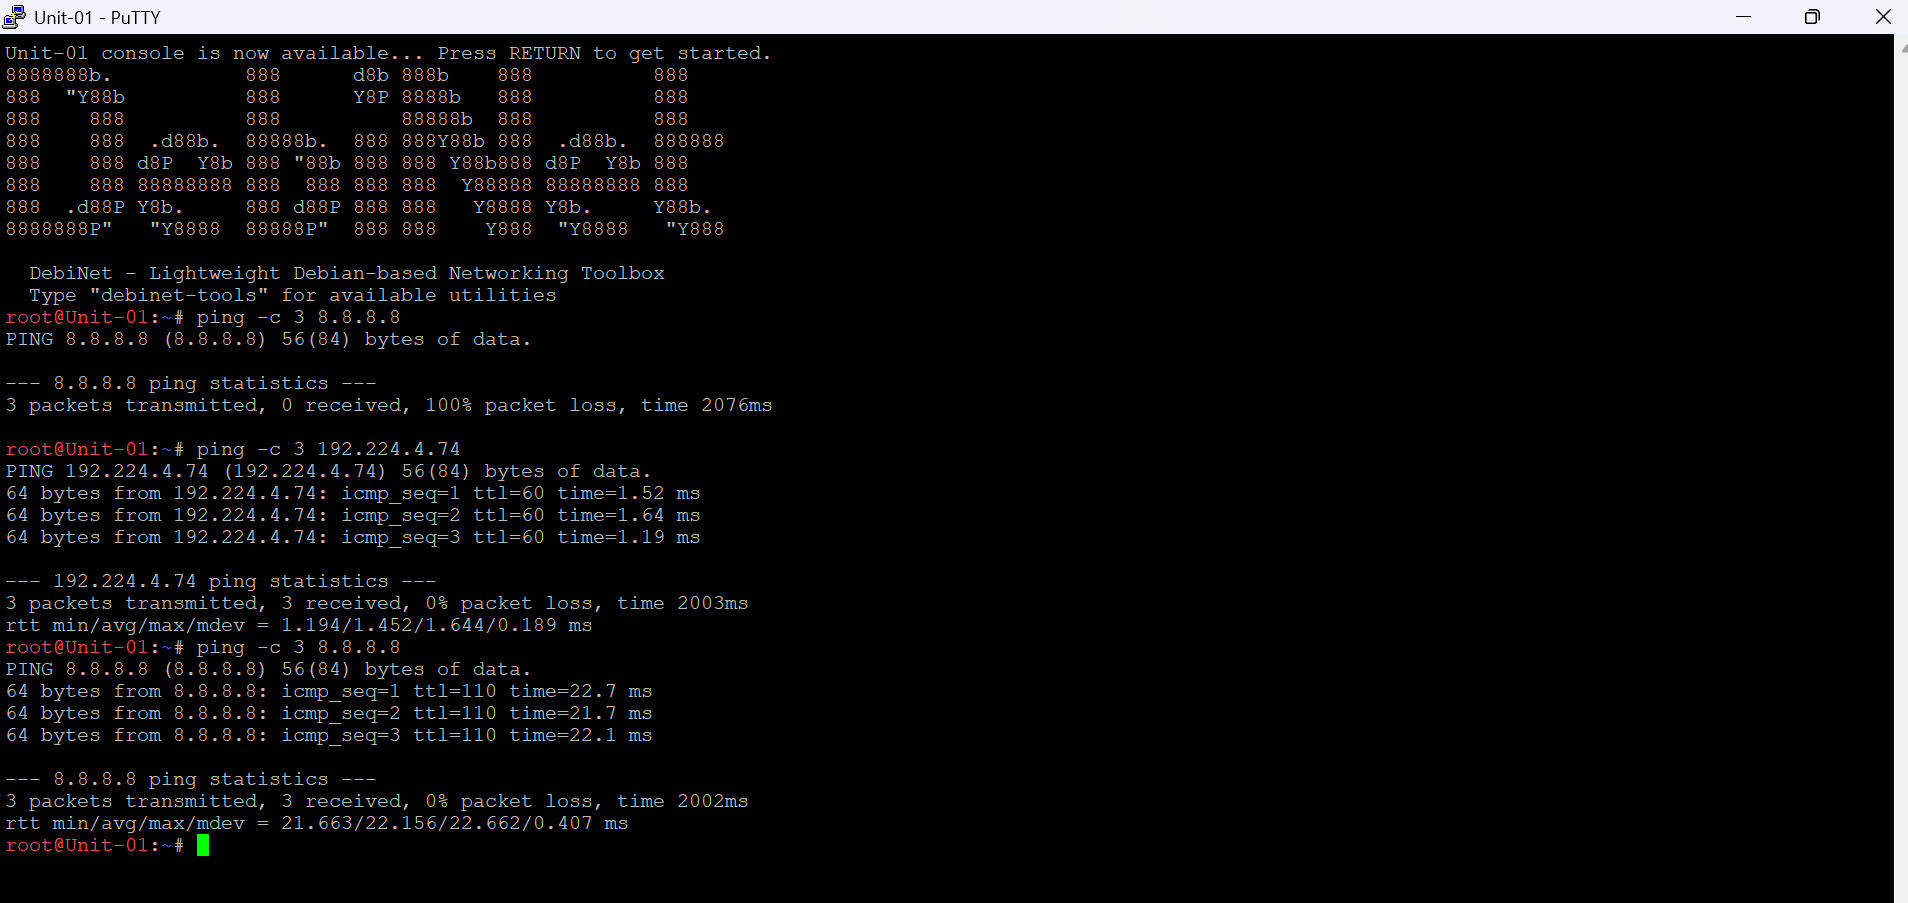 Unit-01 - PuTTY
Unit-01 console is now available... Press RETURN to get started.
8888888b.           888      d8b 888b    888          888
888  "Y88b          888      Y8P 8888b   888          888
888    888          888          88888b  888          888
888    888  .d88b.  88888b.  888 888Y88b 888  .d88b.  888888
888    888 d8P  Y8b 888 "88b 888 888 Y88b888 d8P  Y8b 888
888    888 88888888 888  888 888 888  Y88888 88888888 888
888  .d88P Y8b.     888 d88P 888 888   Y8888 Y8b.     Y88b.
8888888P"   "Y8888  88888P"  888 888    Y888  "Y8888   "Y888
DebiNet - Lightweight Debian-based Networking Toolbox
Type "debinet-tools" for available utilities
root@Unit-01:~# ping -c 3 8.8.8.8
PING 8.8.8.8 (8.8.8.8) 56(84) bytes of data.
--- 8.8.8.8 ping statistics ---
3 packets transmitted, 0 received, 100% packet loss, time 2076ms
root@Unit-01:~# ping -c 3 192.224.4.74
PING 192.224.4.74 (192.224.4.74) 56(84) bytes of data.
64 bytes from 192.224.4.74: icmp_seq=1 ttl=60 time=1.52 ms
64 bytes from 192.224.4.74: icmp_seq=2 ttl=60 time=1.64 ms
64 bytes from 192.224.4.74: icmp_seq=3 ttl=60 time=1.19 ms
--- 192.224.4.74 ping statistics ---
3 packets transmitted, 3 received, 0% packet loss, time 2003ms
rtt min/avg/max/mdev = 1.194/1.452/1.644/0.189 ms
root@Unit-01:~# ping -c 3 8.8.8.8
PING 8.8.8.8 (8.8.8.8) 56(84) bytes of data.
64 bytes from 8.8.8.8: icmp_seq=1 ttl=110 time=22.7 ms
64 bytes from 8.8.8.8: icmp_seq=2 ttl=110 time=21.7 ms
64 bytes from 8.8.8.8: icmp_seq=3 ttl=110 time=22.1 ms
--- 8.8.8.8 ping statistics ---
3 packets transmitted, 3 received, 0% packet loss, time 2002ms
rtt min/avg/max/mdev = 21.663/22.156/22.662/0.407 ms
root@Unit-01:~#